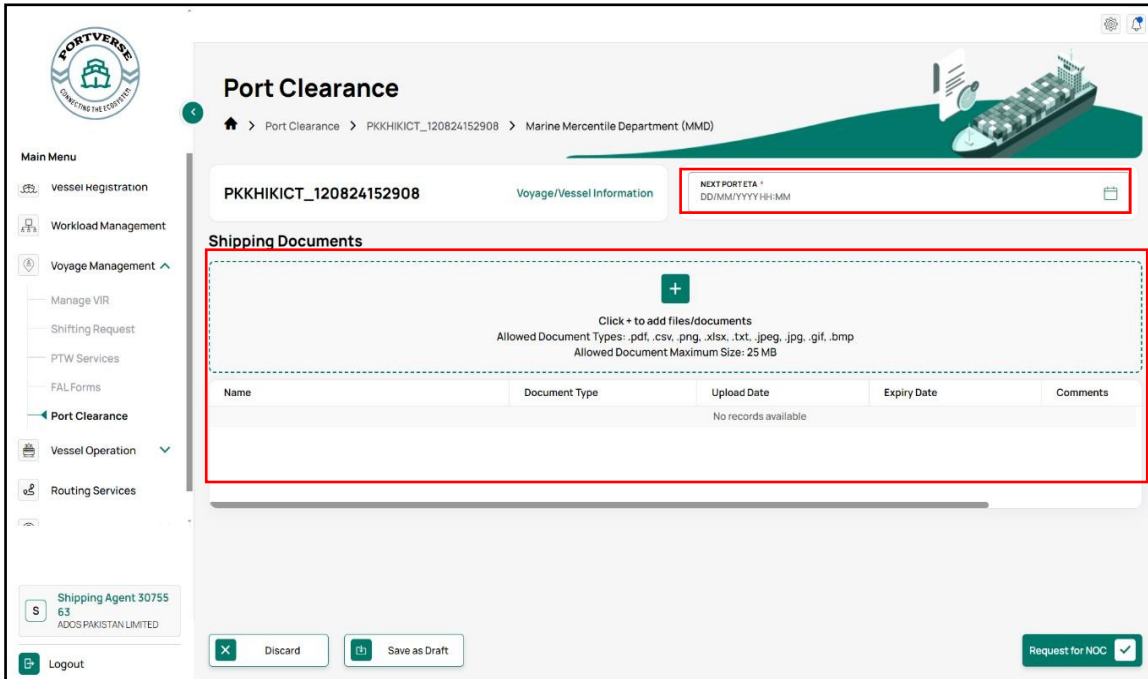 PORTVERSE
CONNECTING THE ECOSYSTEM
Port Clearance
Port Clearance > PKKHIKICT_120824152908 > Marine Mercentile Department (MMD)
Main Menu
Vessel Registration
Workload Management
Voyage Management
Manage VIR
Shifting Request
PTW Services
FAL Forms
Port Clearance
Vessel Operation
Routing Services
Shipping Agent 30755
63
ADOS PAKISTAN LIMITED
S
Logout
PKKHIKICT_120824152908
Voyage/Vessel Information
NEXT PORT ETA *
DD/MM/YYYY HH:MM
Shipping Documents
+
Click + to add files/documents
Allowed Document Types: .pdf, .csv, .png, .xlsx, .txt, .jpeg, .jpg, .gif, .bmp
Allowed Document Maximum Size: 25 MB
Name Document Type Upload Date Expiry Date Comments
No records available
Discard
Save as Draft
Request for NOC